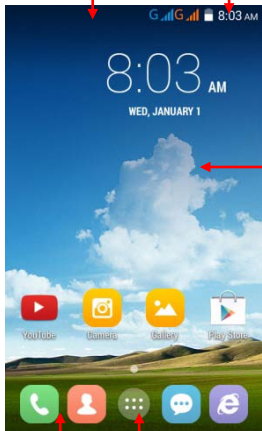 G G 8:03 AM
8:03 AM
WED, JANUARY 1
YouTube Camera Gallery Play Store